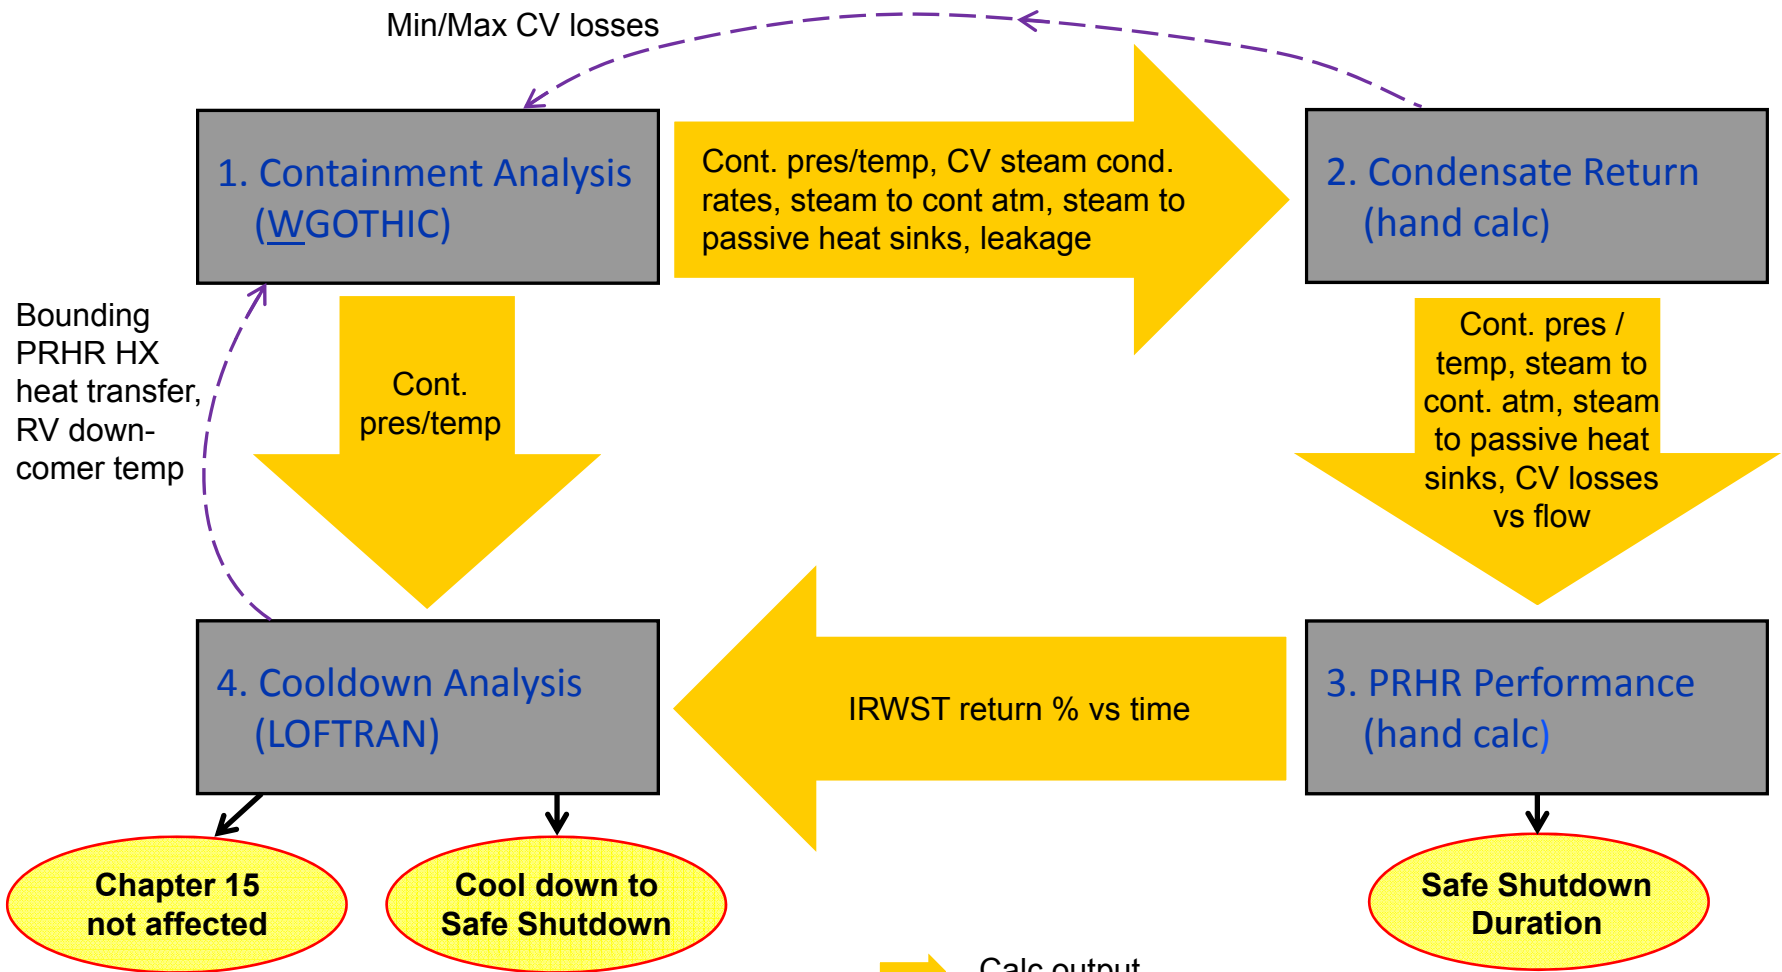 Min/Max CV losses
1. Containment Analysis
(WGOTHIC)
Cont. pres/temp, CV steam cond.
rates, steam to cont atm, steam to
passive heat sinks, leakage
2. Condensate Return
(hand calc)
Bounding
PRHR HX
heat transfer,
RV down-
comer temp
Cont.
pres/temp
Cont. pres /
temp, steam to
cont. atm, steam
to passive heat
sinks, CV losses
vs flow
4. Cooldown Analysis
(LOFTRAN)
IRWST return % vs time
3. PRHR Performance
(hand calc)
Chapter 15
not affected
Cool down to
Safe Shutdown
Safe Shutdown
Duration
Calc output